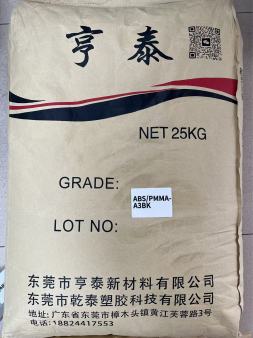 亨泰
NET 25KG
GRADE:
ABS/PMMA-
A3BK
LOT NO:
东莞市亨泰新材料有限公司
东莞市乾泰塑胶科技有限公司
地址:广东省东莞市樟木头镇黄江芙蓉路3号
电话:18824417553